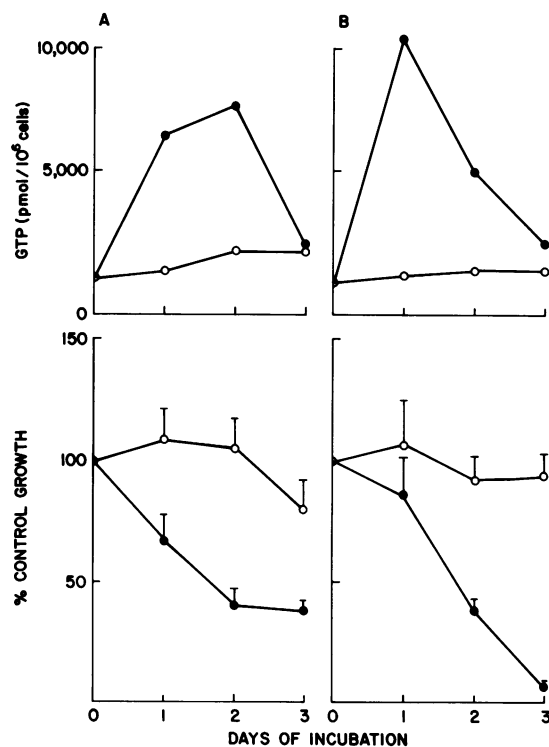 A
B
10,000
5,000
0
GTP (pmol/10⁶ cells)
150
100
50
% CONTROL GROWTH
0 1 2 3
0 1 2 3
DAYS OF INCUBATION